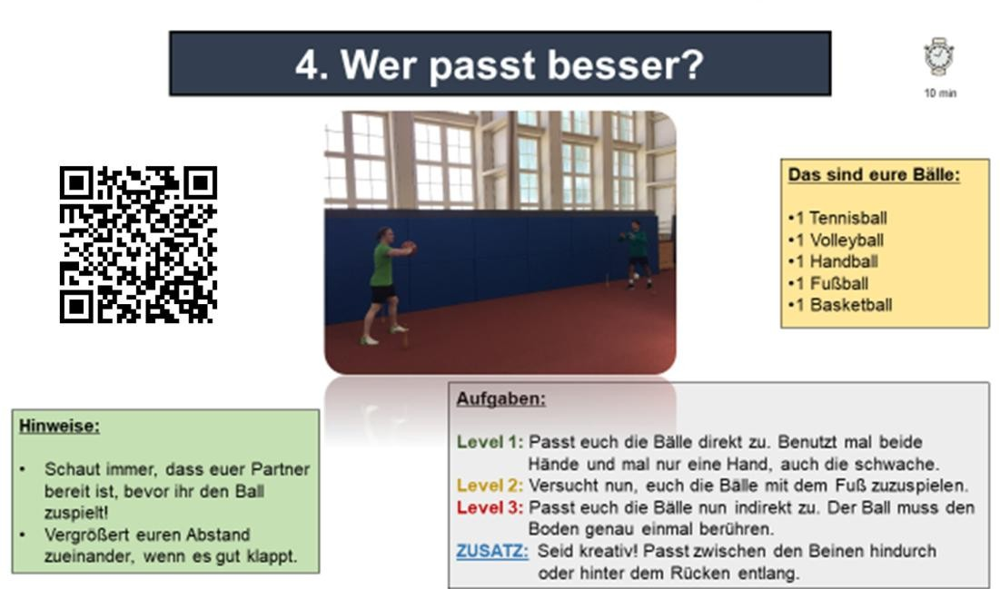 4. Wer passt besser?
10 min
Das sind eure Bälle:
•1 Tennisball
•1 Volleyball
•1 Handball
•1 Fußball
•1 Basketball
Hinweise:
• Schaut immer, dass euer Partner
bereit ist, bevor ihr den Ball
zuspielt!
• Vergrößert euren Abstand
zueinander, wenn es gut klappt.
Aufgaben:
Level 1: Passt euch die Bälle direkt zu. Benutzt mal beide
Hände und mal nur eine Hand, auch die schwache.
Level 2: Versucht nun, euch die Bälle mit dem Fuß zuzuspielen.
Level 3: Passt euch die Bälle nun indirekt zu. Der Ball muss den
Boden genau einmal berühren.
ZUSATZ: Seid kreativ! Passt zwischen den Beinen hindurch
oder hinter dem Rücken entlang.